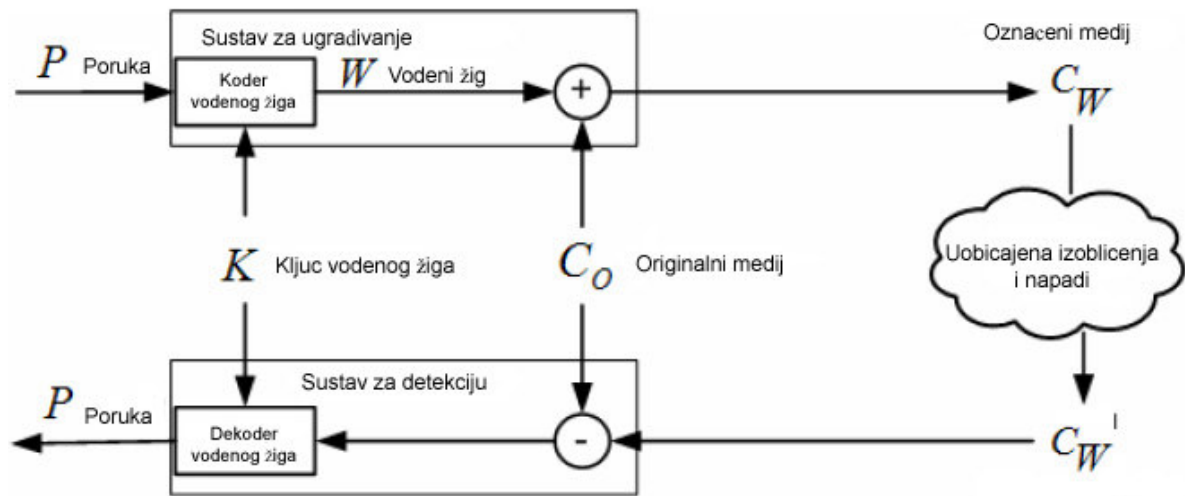 Sustav za ugrađivanje
Označeni medij
P Poruka
Koder
vodenog žiga
W Vodeni žig
+
C_W
K Kljuc vodenog žiga
C_O Originalni medij
Uobicajena izoblicenja
i napadi
Sustav za detekciju
P Poruka
Dekoder
vodenog žiga
-
C_W'